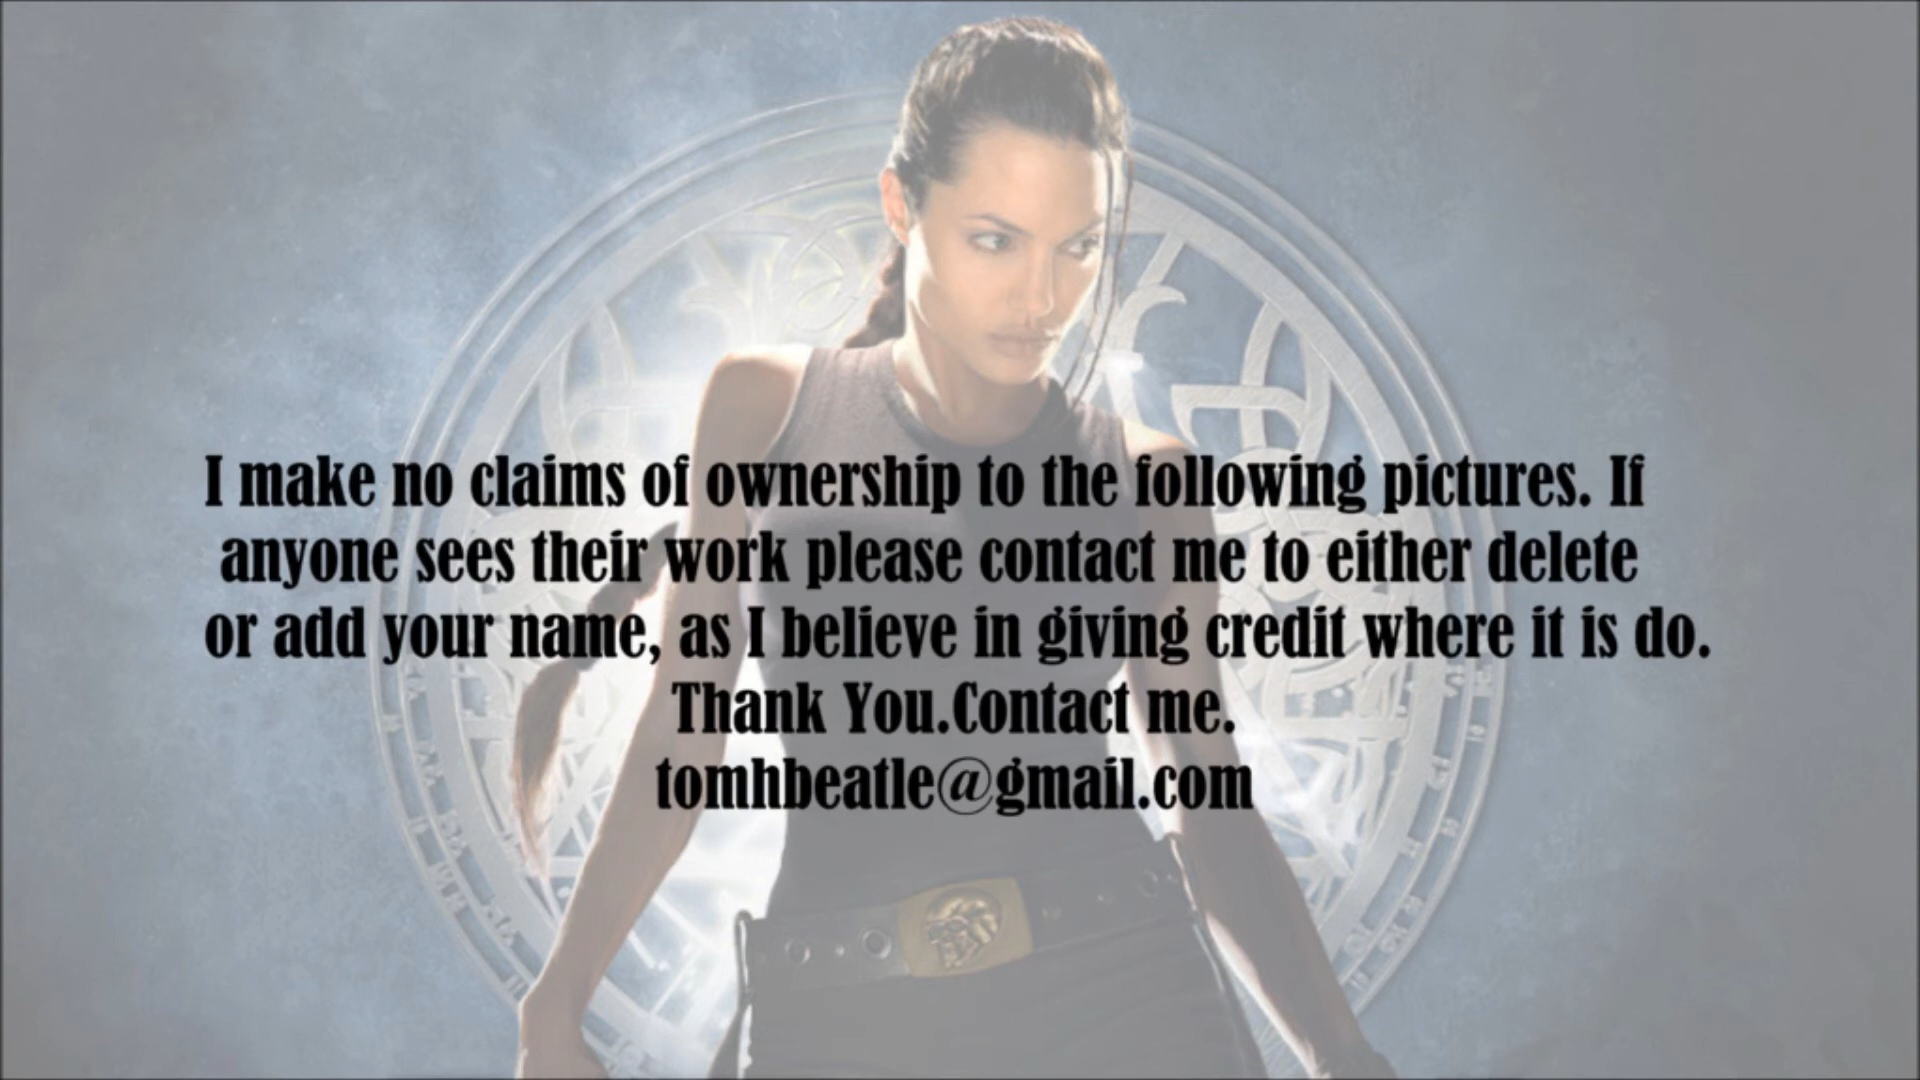 I make no claims of ownership to the following pictures. If
anyone sees their work please contact me to either delete
or add your name, as I believe in giving credit where it is do.
Thank You.Contact me.
tomhbeatle@gmail.com